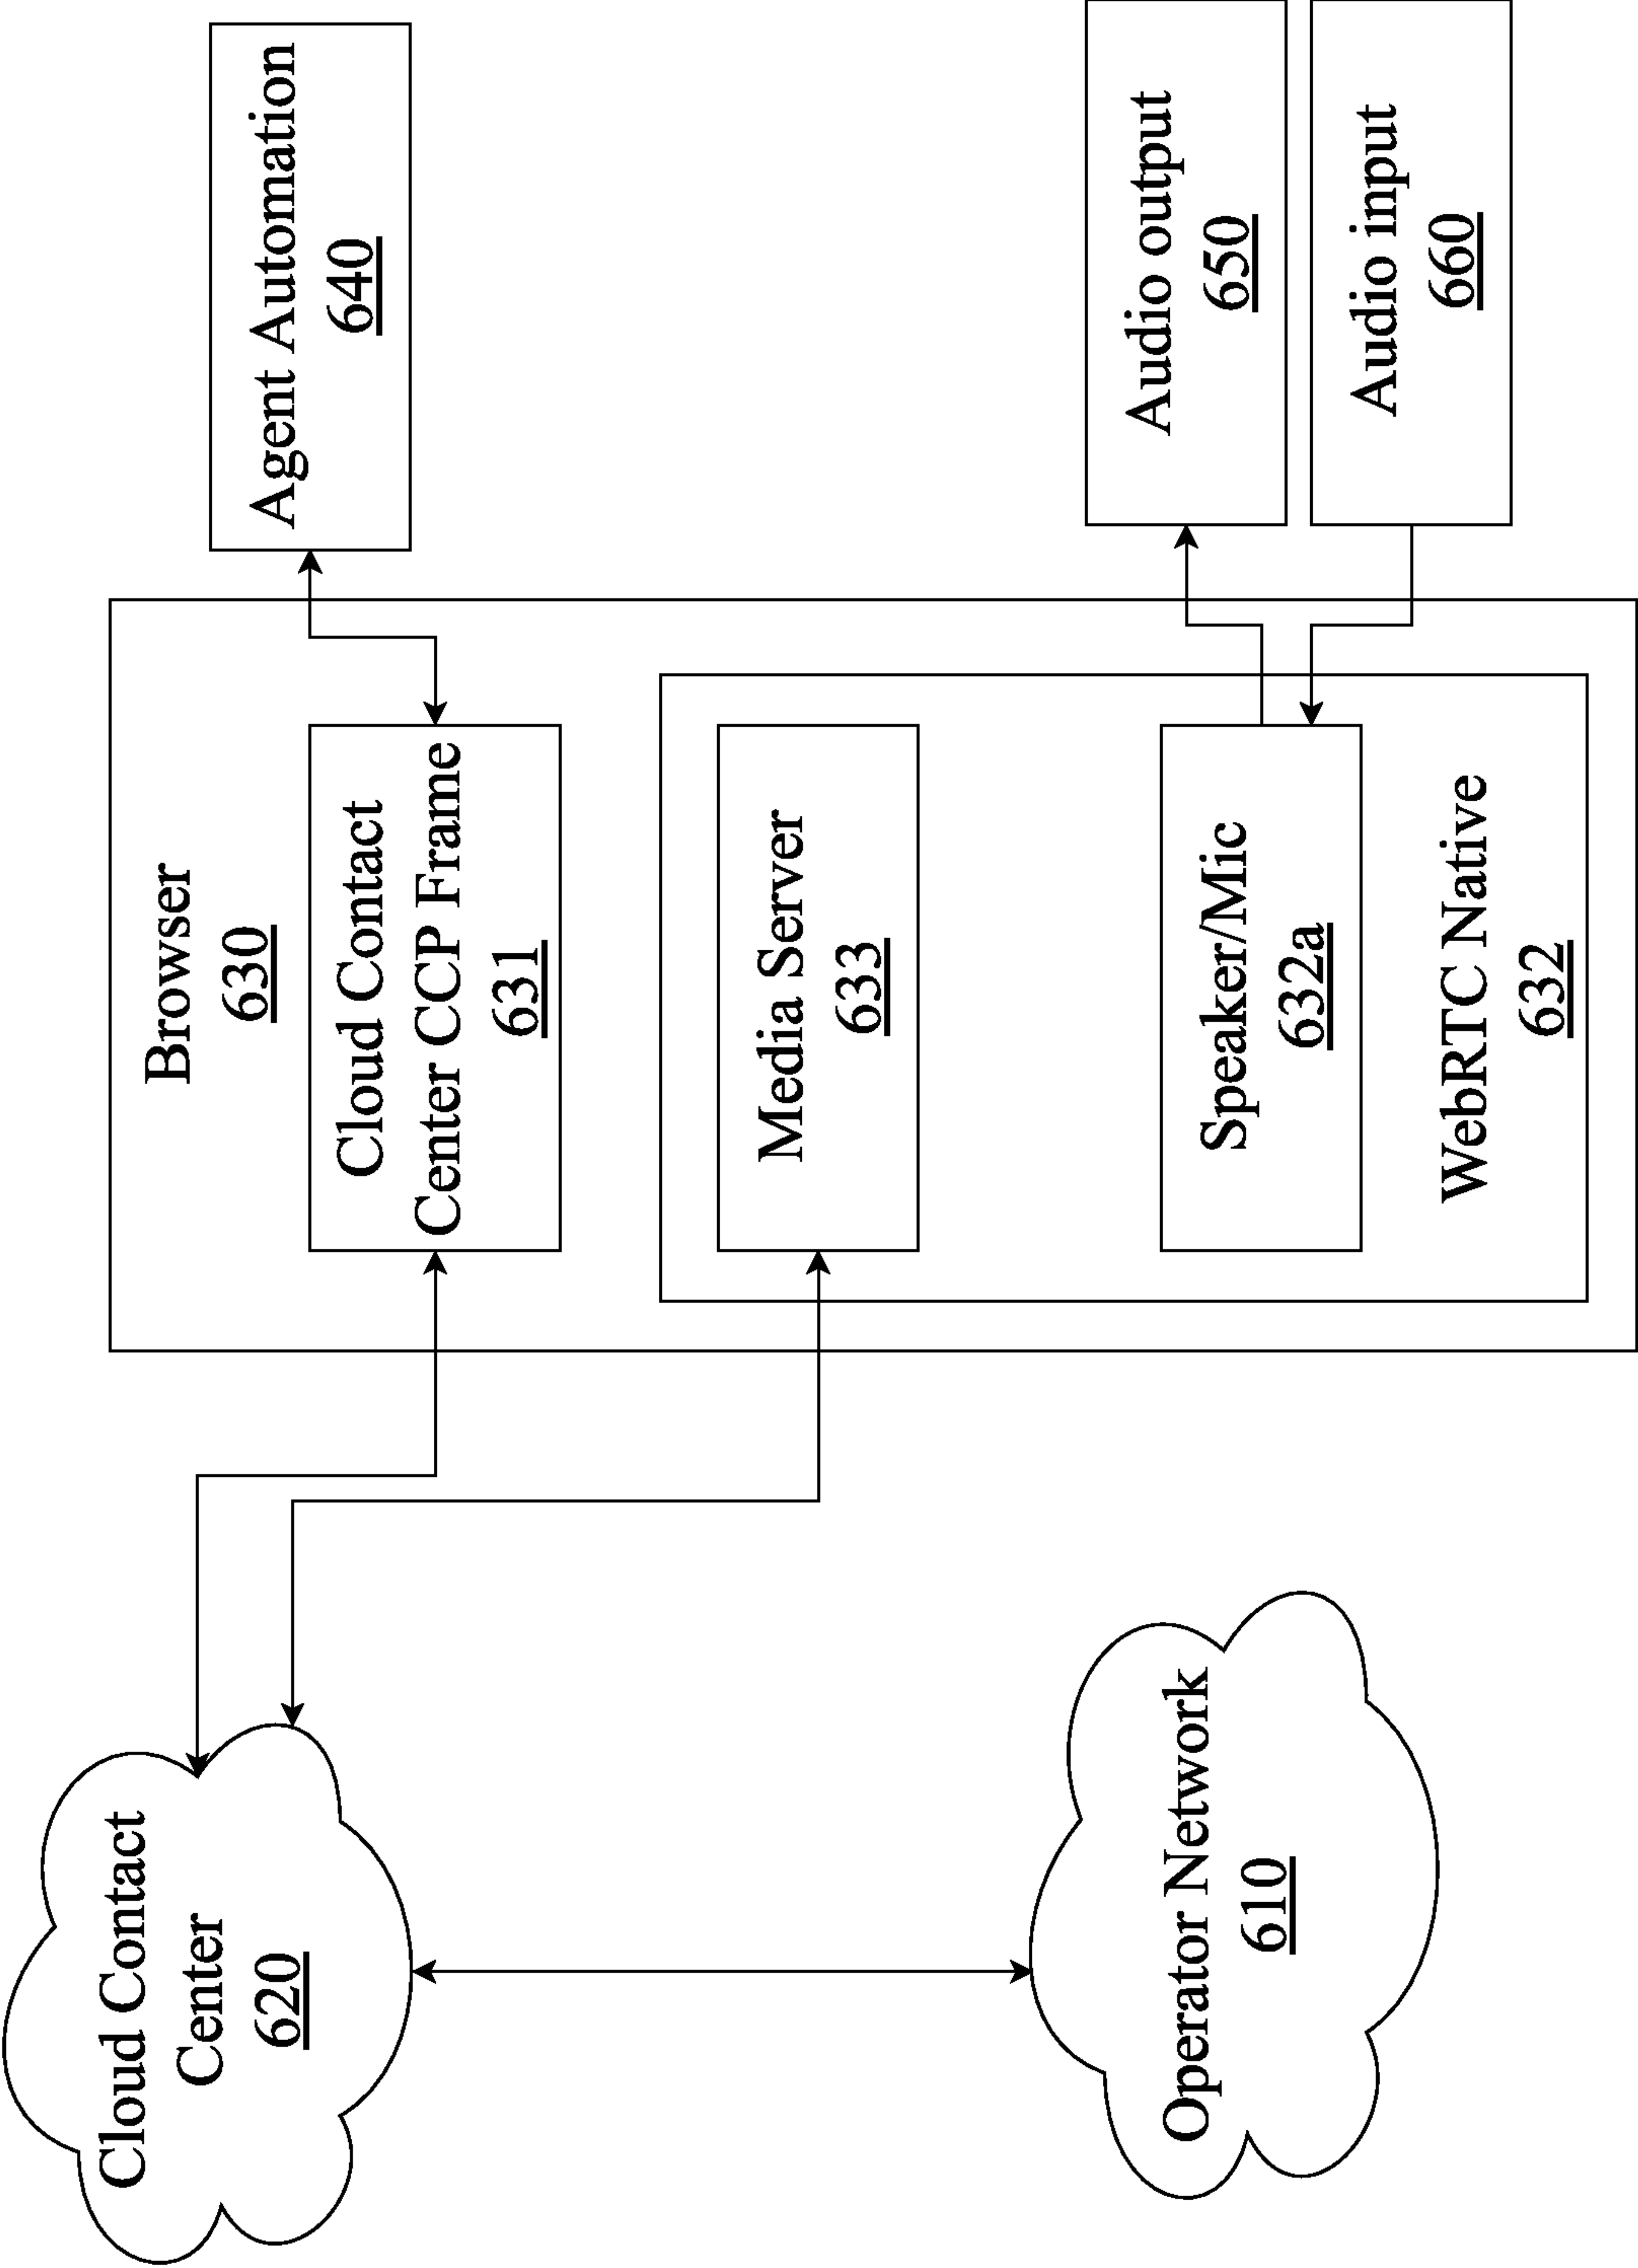 Cloud Contact
Center
620
Operator Network
610
Browser
630
Cloud Contact
Center CCP Frame
631
Media Server
633
Speaker/Mic
632a
WebRTC Native
632
Agent Automation
640
Audio output
650
Audio input
660